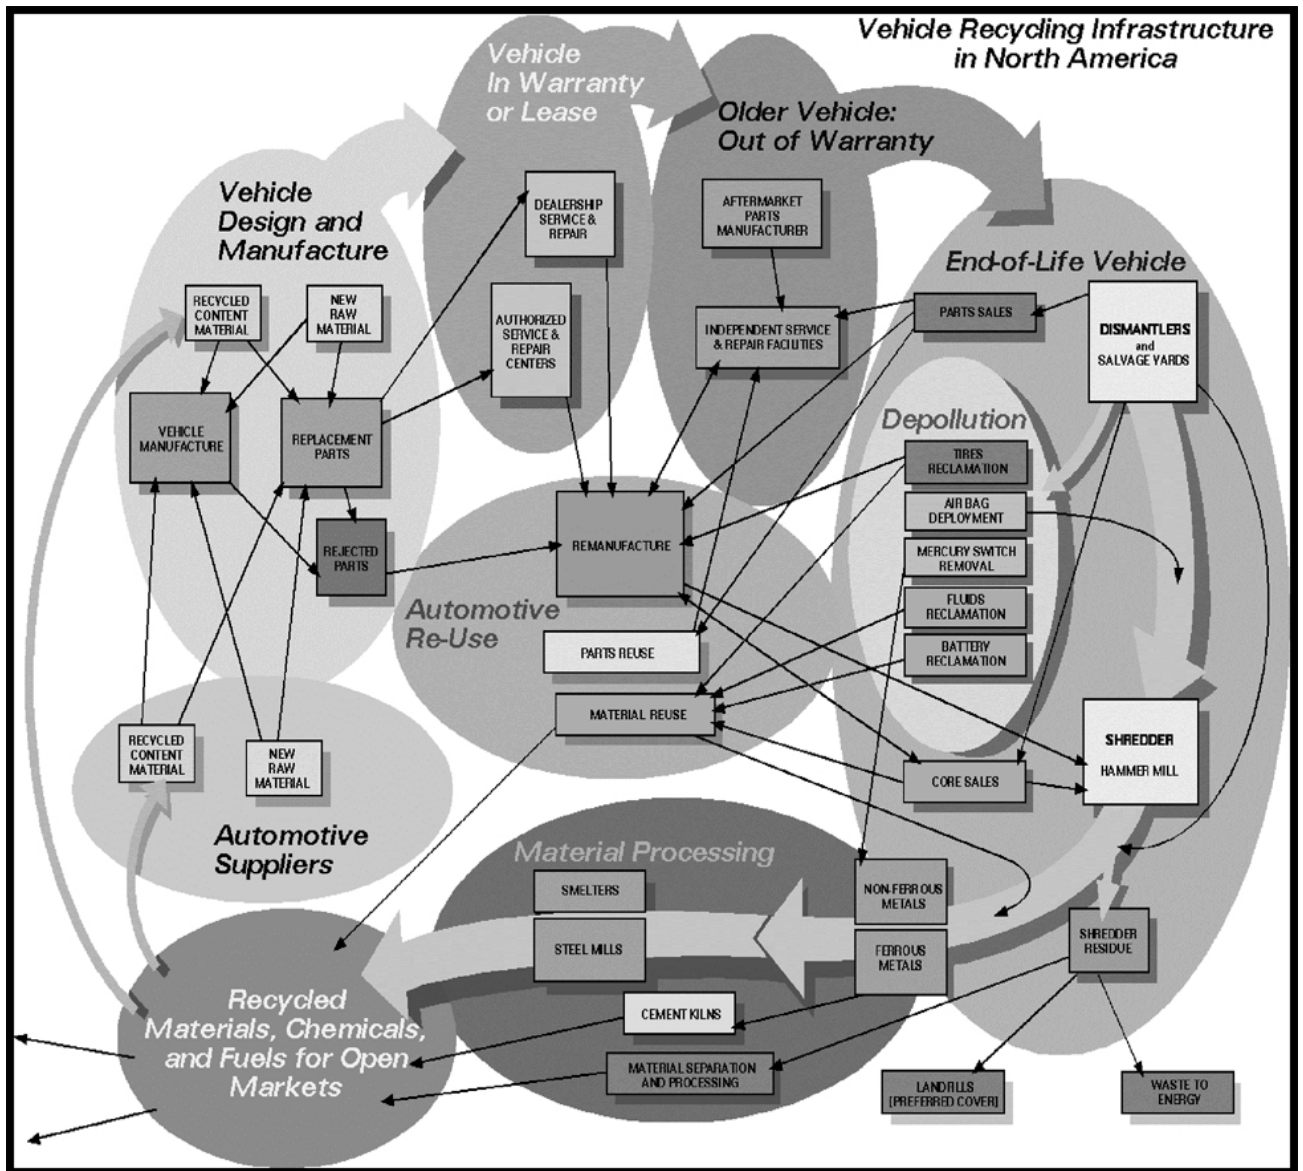 Vehicle Recycling Infrastructure
in North America
Vehicle
In Warranty
or Lease
Older Vehicle:
Out of Warranty
Vehicle
Design and
Manufacture
End-of-Life Vehicle
DEALERSHIP
SERVICE &
REPAIR
AFTERMARKET
PARTS
MANUFACTURER
RECYCLED
CONTENT
MATERIAL
NEW
RAW
MATERIAL
AUTHORIZED
SERVICE &
REPAIR
CENTERS
INDEPENDENT SERVICE
& REPAIR FACILITIES
PARTS SALES
DISMANTLERS
and
SALVAGE YARDS
VEHICLE
MANUFACTURE
REPLACEMENT
PARTS
Depollution
TIRES
RECLAMATION
AIR BAG
DEPLOYMENT
MERCURY SWITCH
REMOVAL
FLUIDS
RECLAMATION
BATTERY
RECLAMATION
REJECTED
PARTS
REMANUFACTURE
Automotive
Re-Use
PARTS REUSE
MATERIAL REUSE
RECYCLED
CONTENT
MATERIAL
NEW
RAW
MATERIAL
Automotive
Suppliers
CORE SALES
SHREDDER
HAMMER MILL
Material Processing
SMELTERS
STEEL MILLS
NON-FERROUS
METALS
FERROUS
METALS
SHREDDER
RESIDUE
CEMENT KILNS
MATERIAL SEPARATION
AND PROCESSING
Recycled
Materials, Chemicals,
and Fuels for Open
Markets
LANDFILLS
(PREFERRED COVER)
WASTE TO
ENERGY